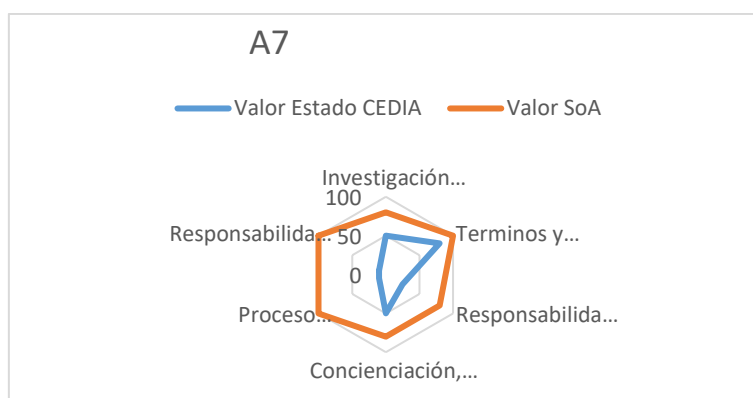 A7
Valor Estado CEDIA
Valor SoA
Investigación...
100
Responsabilida...
50
Terminos y...
0
Proceso...
Responsabilida...
Concienciación,...